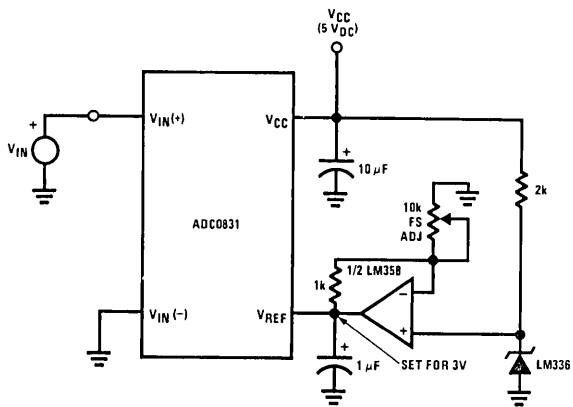 VCC
(5 VDC)
VIN(+)
VCC
+
VIN
+
10 µF
2k
ADC0831
10k
FS
ADJ
1/2 LM358
1k
−
VIN(−)
VREF
+
+
1 µF
SET FOR 3V
LM336